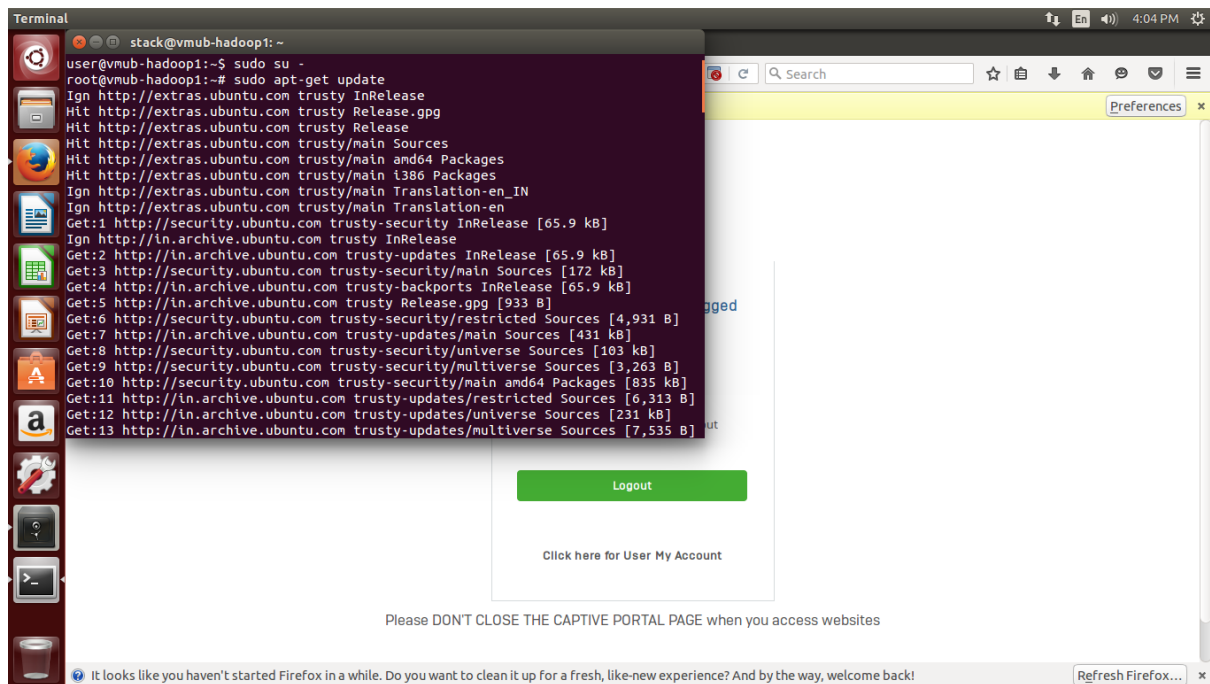 Terminal
En
4:04 PM
stack@vmub-hadoop1: ~
user@vmub-hadoop1:~$ sudo su -
root@vmub-hadoop1:~# sudo apt-get update
Ign http://extras.ubuntu.com trusty InRelease
Hit http://extras.ubuntu.com trusty Release.gpg
Hit http://extras.ubuntu.com trusty Release
Hit http://extras.ubuntu.com trusty/main Sources
Hit http://extras.ubuntu.com trusty/main amd64 Packages
Hit http://extras.ubuntu.com trusty/main i386 Packages
Ign http://extras.ubuntu.com trusty/main Translation-en_IN
Ign http://extras.ubuntu.com trusty/main Translation-en
Get:1 http://security.ubuntu.com trusty-security InRelease [65.9 kB]
Ign http://in.archive.ubuntu.com trusty InRelease
Get:2 http://in.archive.ubuntu.com trusty-updates InRelease [65.9 kB]
Get:3 http://security.ubuntu.com trusty-security/main Sources [172 kB]
Get:4 http://in.archive.ubuntu.com trusty-backports InRelease [65.9 kB]
Get:5 http://in.archive.ubuntu.com trusty Release.gpg [933 B]
Get:6 http://security.ubuntu.com trusty-security/restricted Sources [4,931 B]
Get:7 http://in.archive.ubuntu.com trusty-updates/main Sources [431 kB]
Get:8 http://security.ubuntu.com trusty-security/universe Sources [103 kB]
Get:9 http://security.ubuntu.com trusty-security/multiverse Sources [3,263 B]
Get:10 http://security.ubuntu.com trusty-security/main amd64 Packages [835 kB]
Get:11 http://in.archive.ubuntu.com trusty-updates/restricted Sources [6,313 B]
Get:12 http://in.archive.ubuntu.com trusty-updates/universe Sources [231 kB]
Get:13 http://in.archive.ubuntu.com trusty-updates/multiverse Sources [7,535 B]
Search
Preferences
gged
ut
Logout
Click here for User My Account
Please DON'T CLOSE THE CAPTIVE PORTAL PAGE when you access websites
It looks like you haven't started Firefox in a while. Do you want to clean it up for a fresh, like-new experience? And by the way, welcome back!
Refresh Firefox...